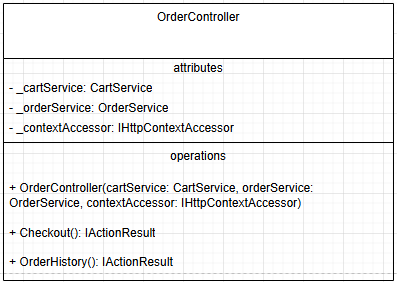 OrderController
attributes
- _cartService: CartService
- _orderService: OrderService
- _contextAccessor: IHttpContextAccessor
operations
+ OrderController(cartService: CartService, orderService:
OrderService, contextAccessor: IHttpContextAccessor)
+ Checkout(): IActionResult
+ OrderHistory(): IActionResult